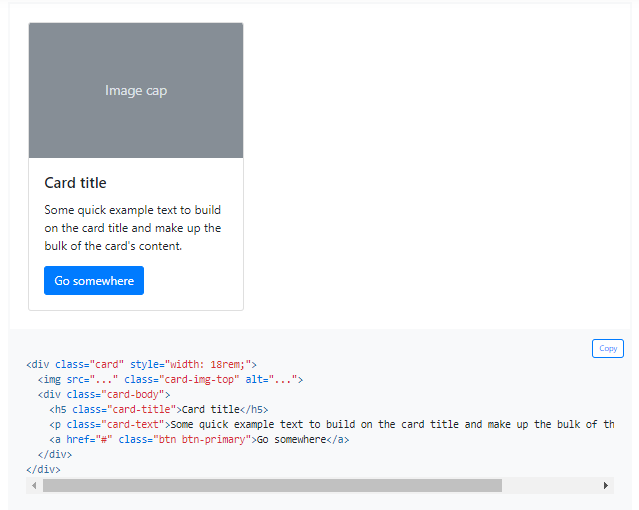 Image cap
Card title
Some quick example text to build
on the card title and make up the
bulk of the card's content.
Go somewhere
Copy
<div class="card" style="width: 18rem;">
  <img src="..." class="card-img-top" alt="...">
  <div class="card-body">
    <h5 class="card-title">Card title</h5>
    <p class="card-text">Some quick example text to build on the card title and make up the bulk of th
    <a href="#" class="btn btn-primary">Go somewhere</a>
  </div>
</div>